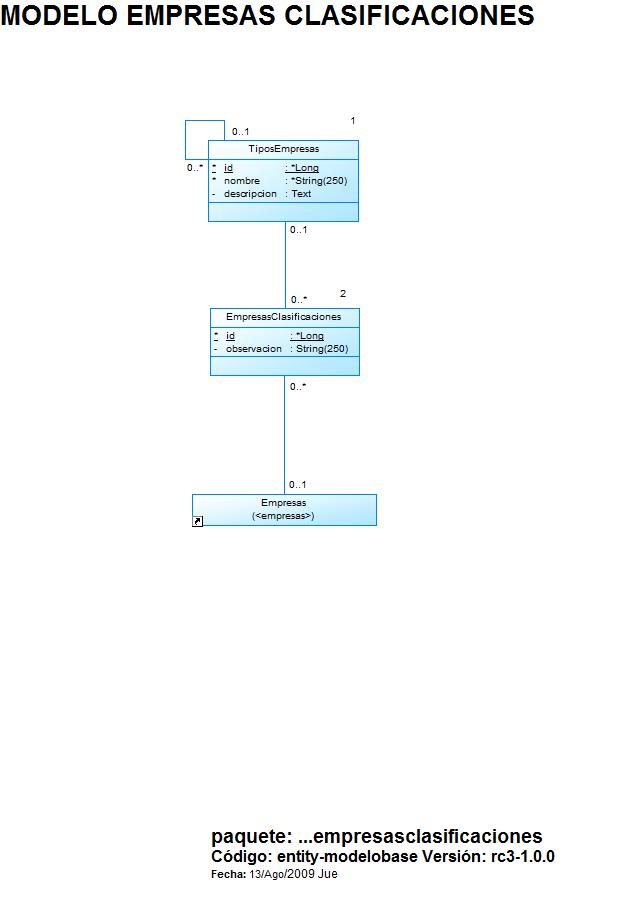 MODELO EMPRESAS CLASIFICACIONES
1
0..1
TiposEmpresas
0..* * id : *Long
* nombre : *String(250)
- descripcion : Text
0..1
0..* 2
EmpresasClasificaciones
* id : *Long
- observacion : String(250)
0..*
0..1
Empresas
(<empresas>)
paquete: ...empresasclasificaciones
Código: entity-modelobase Versión: rc3-1.0.0
Fecha: 13/Ago/2009 Jue